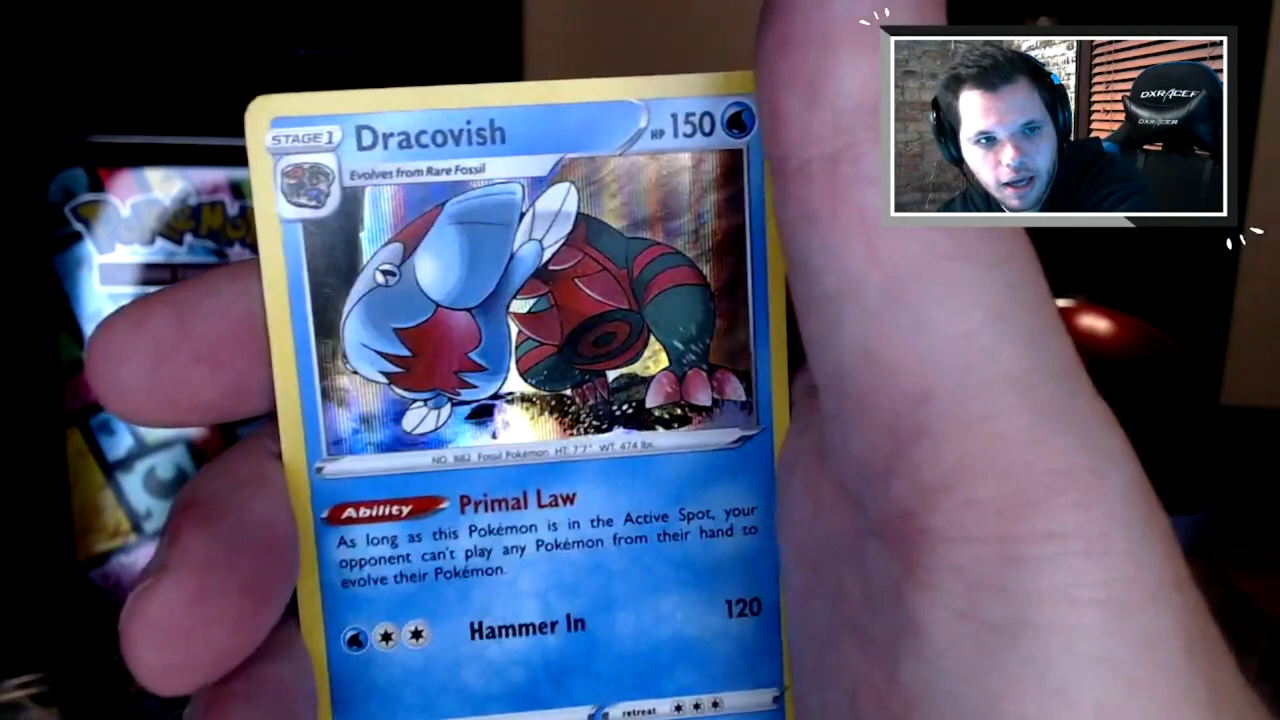 STAGE 1
Dracovish
HP 150
Evolves from Rare Fossil
NO. 882 Fossil Pokémon HT: 7'7" WT: 474 lbs.
Ability Primal Law
As long as this Pokémon is in the Active Spot, your
opponent can't play any Pokémon from their hand to
evolve their Pokémon.
Hammer In 120
retreat
POKÉMON
DXRACER
DXRACER